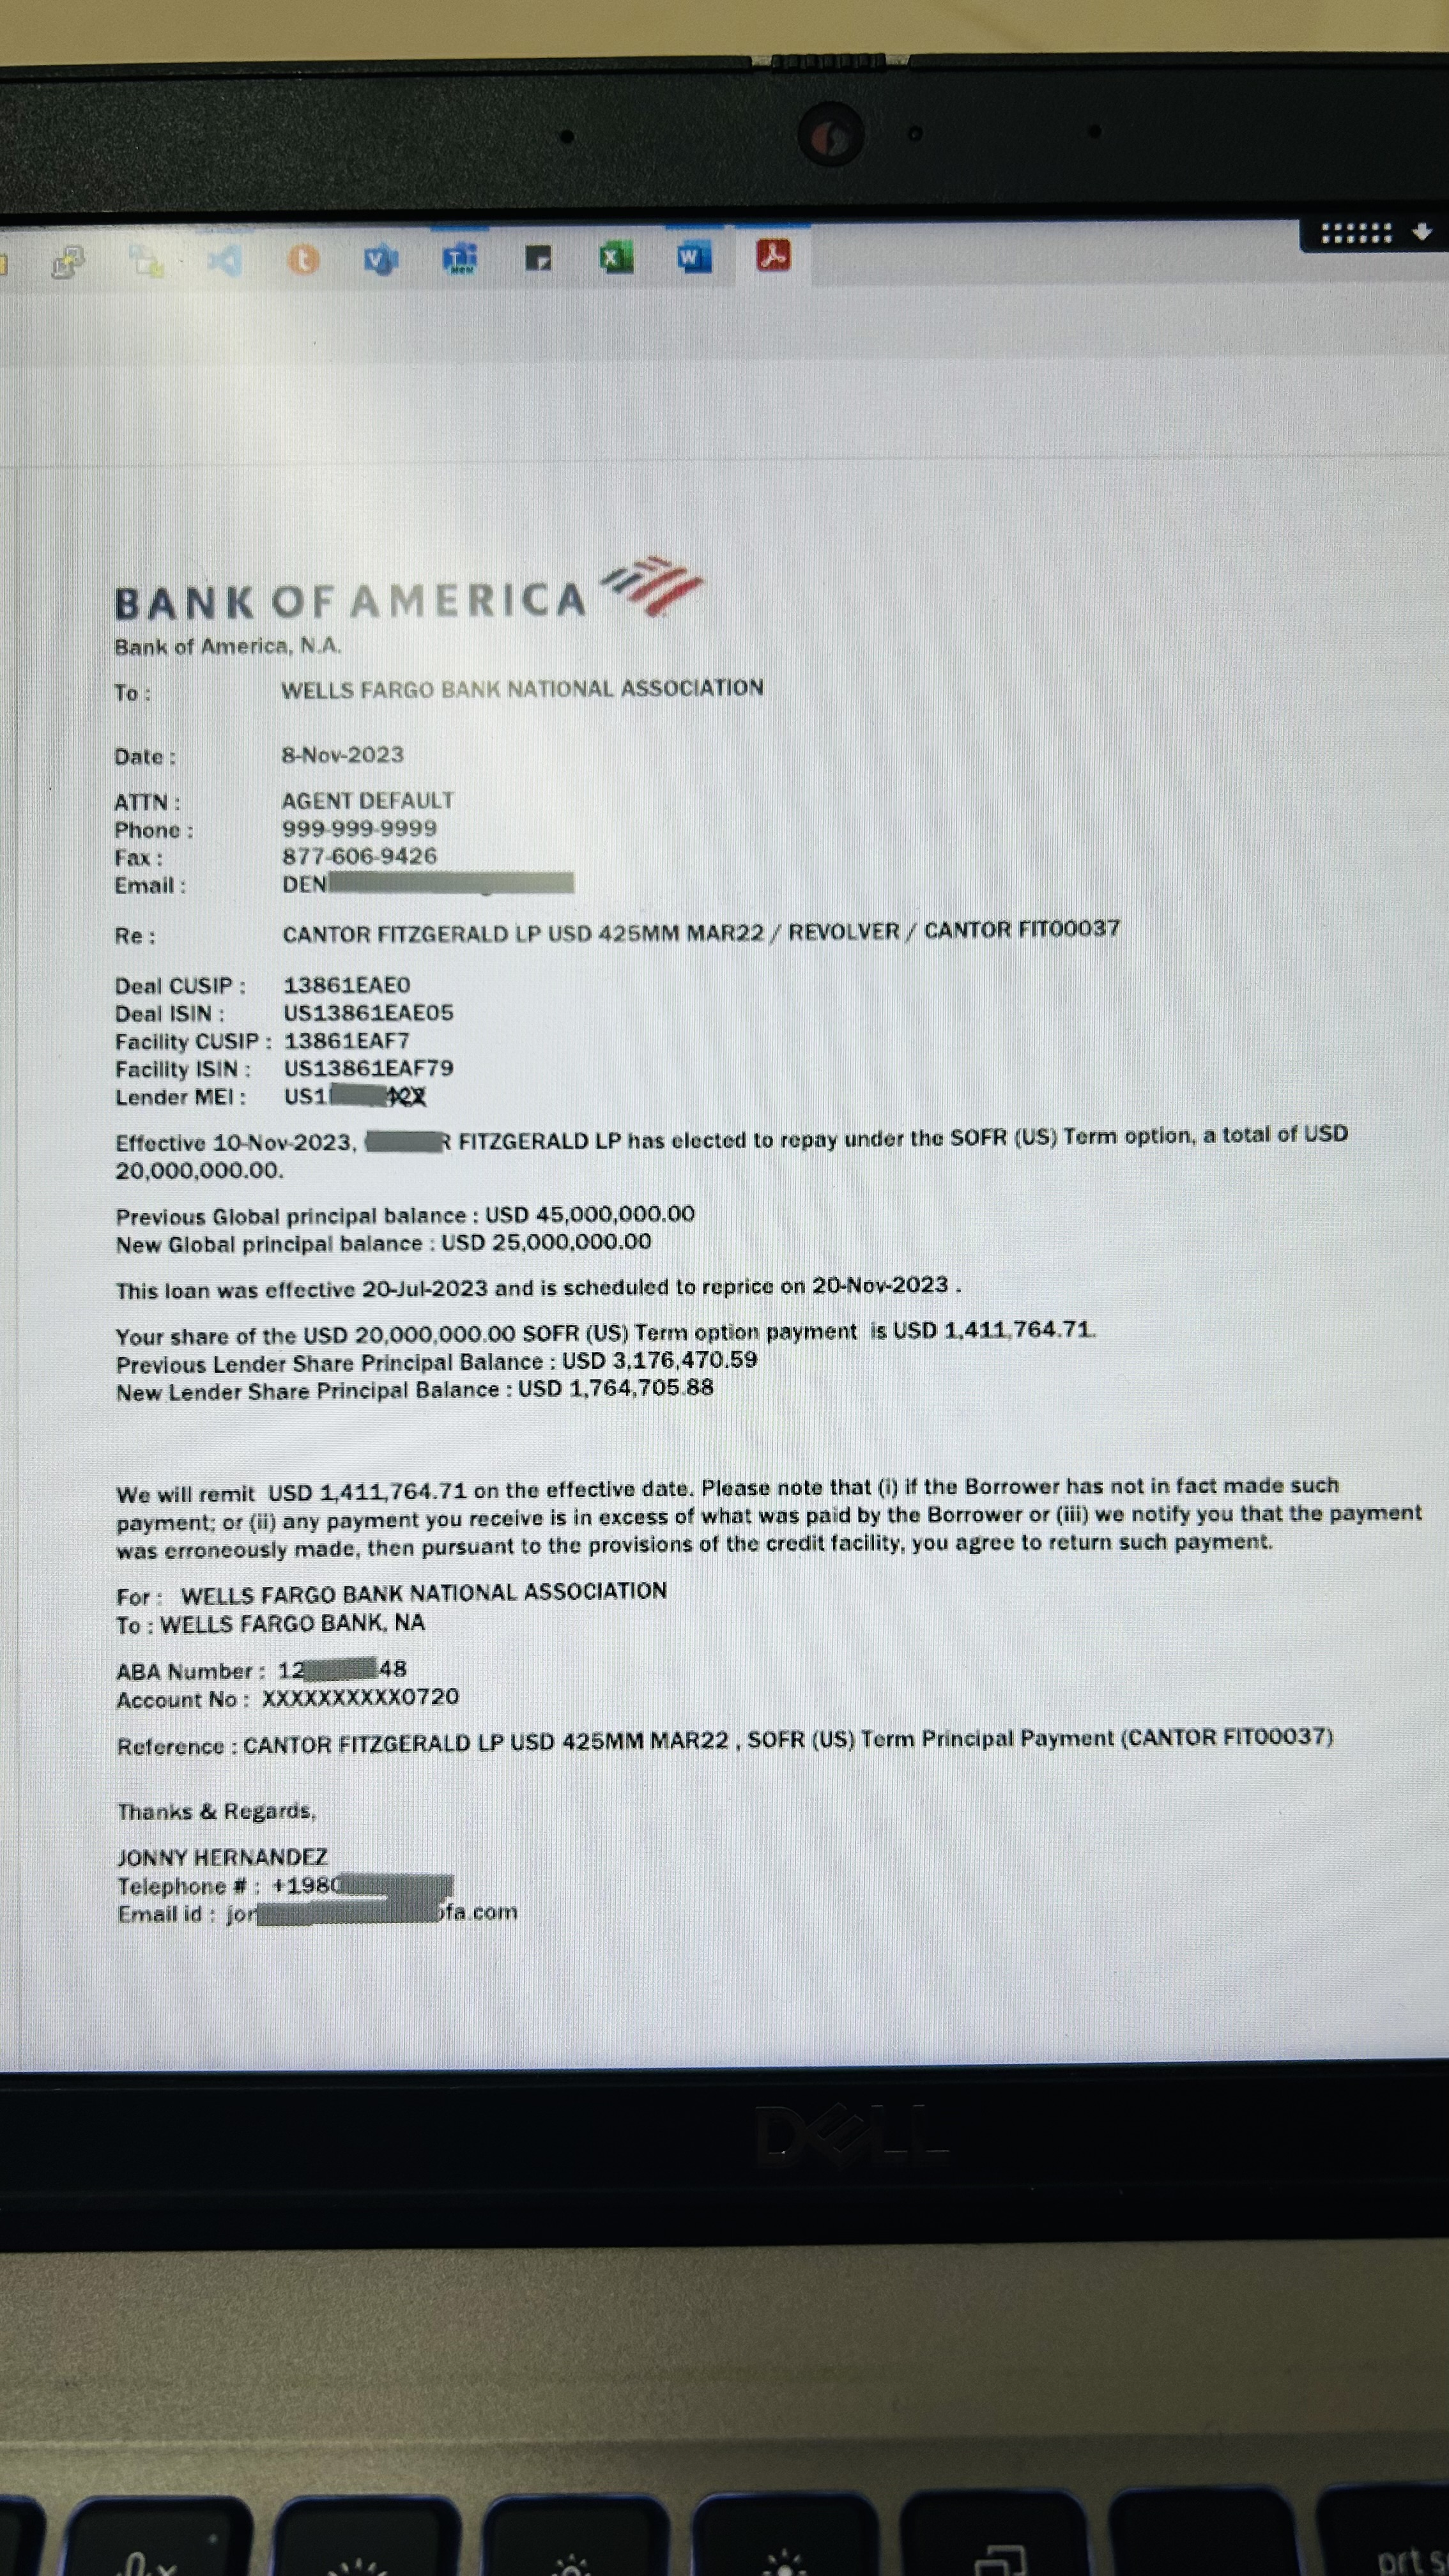 BANK OF AMERICA
Bank of America, N.A.
To : WELLS FARGO BANK NATIONAL ASSOCIATION
Date : 8-Nov-2023
ATTN : AGENT DEFAULT
Phone : 999-999-9999
Fax : 877-606-9426
Email : DEN
Re : CANTOR FITZGERALD LP USD 425MM MAR22 / REVOLVER / CANTOR FIT00037
Deal CUSIP : 13861EAE0
Deal ISIN : US13861EAE05
Facility CUSIP : 13861EAF7
Facility ISIN : US13861EAF79
Lender MEI : US1
Effective 10-Nov-2023, R FITZGERALD LP has elected to repay under the SOFR (US) Term option, a total of USD
20,000,000.00.
Previous Global principal balance : USD 45,000,000.00
New Global principal balance : USD 25,000,000.00
This loan was effective 20-Jul-2023 and is scheduled to reprice on 20-Nov-2023 .
Your share of the USD 20,000,000.00 SOFR (US) Term option payment is USD 1,411,764.71.
Previous Lender Share Principal Balance : USD 3,176,470.59
New Lender Share Principal Balance : USD 1,764,705.88
We will remit USD 1,411,764.71 on the effective date. Please note that (i) if the Borrower has not in fact made such
payment; or (ii) any payment you receive is in excess of what was paid by the Borrower or (iii) we notify you that the payment
was erroneously made, then pursuant to the provisions of the credit facility, you agree to return such payment.
For : WELLS FARGO BANK NATIONAL ASSOCIATION
To : WELLS FARGO BANK, NA
ABA Number : 12 48
Account No : XXXXXXXXXX0720
Reference : CANTOR FITZGERALD LP USD 425MM MAR22 , SOFR (US) Term Principal Payment (CANTOR FIT00037)
Thanks & Regards,
JONNY HERNANDEZ
Telephone # : +198
Email id : jor fa.com
DELL
prt s